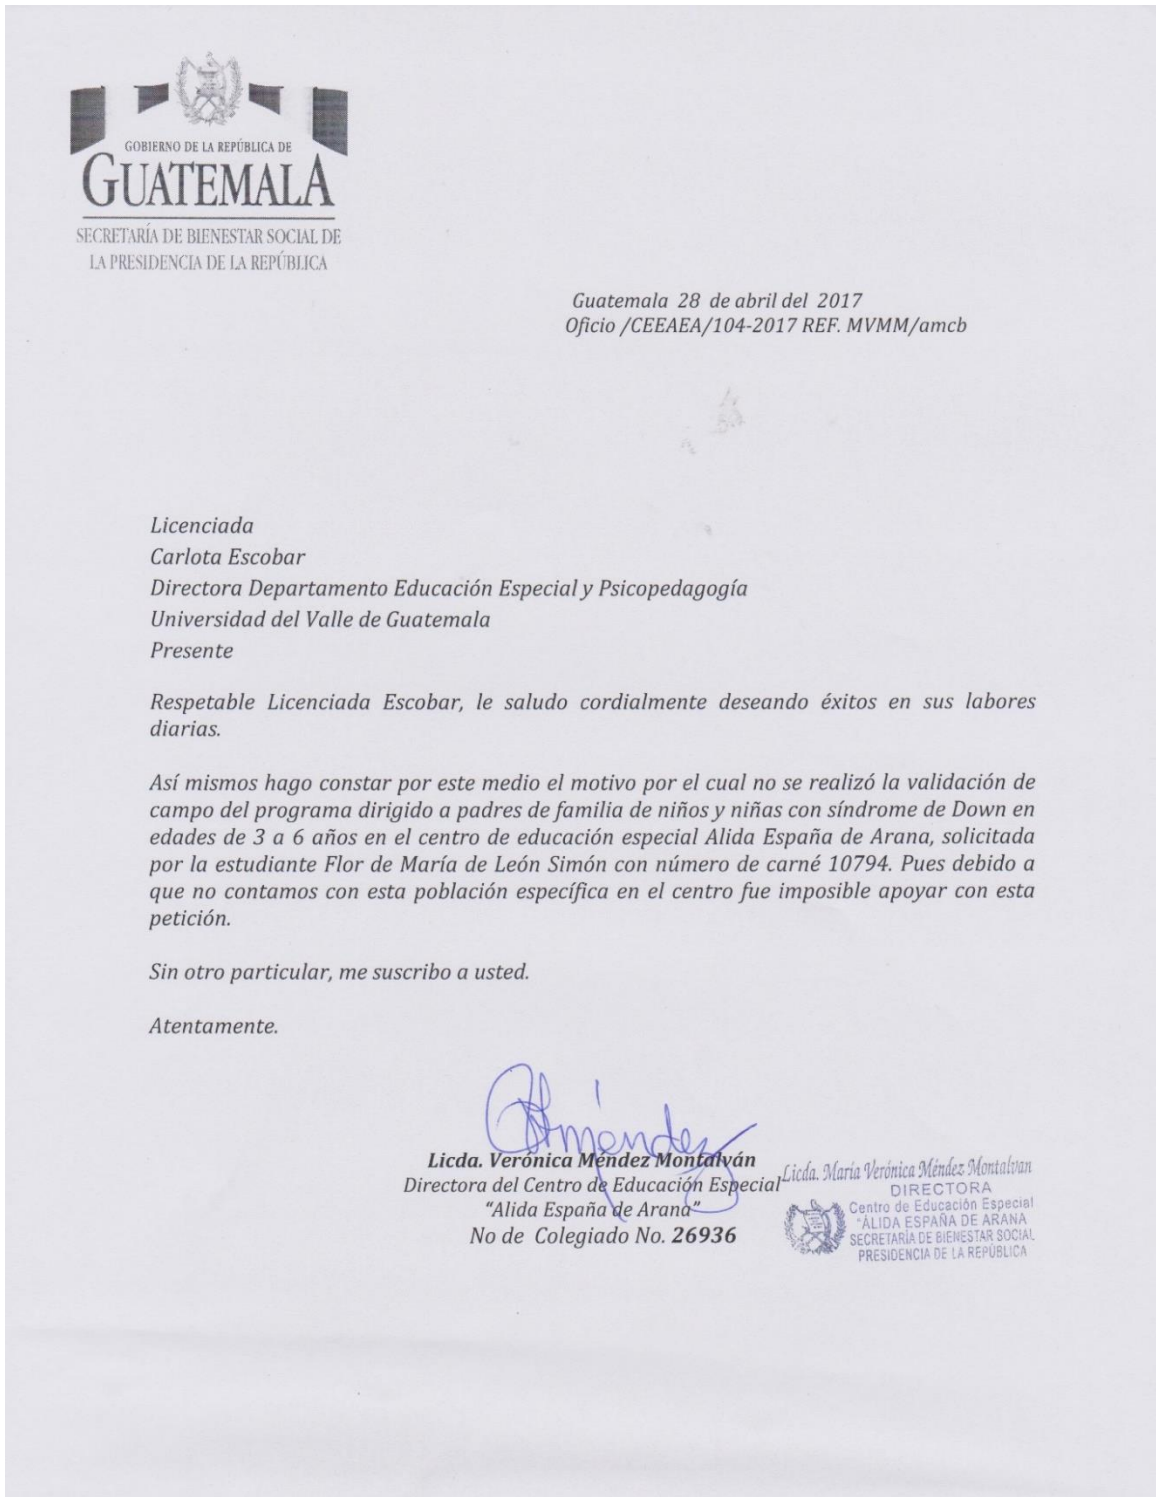 GOBIERNO DE LA REPÚBLICA DE
GUATEMALA
SECRETARÍA DE BIENESTAR SOCIAL DE
LA PRESIDENCIA DE LA REPÚBLICA
Guatemala 28 de abril del 2017
Oficio /CEEAEA/104-2017 REF. MVMM/amcb
Licenciada
Carlota Escobar
Directora Departamento Educación Especial y Psicopedagogía
Universidad del Valle de Guatemala
Presente
Respetable Licenciada Escobar, le saludo cordialmente deseando éxitos en sus labores
diarias.
Así mismos hago constar por este medio el motivo por el cual no se realizó la validación de
campo del programa dirigido a padres de familia de niños y niñas con síndrome de Down en
edades de 3 a 6 años en el centro de educación especial Alida España de Arana, solicitada
por la estudiante Flor de María de León Simón con número de carné 10794. Pues debido a
que no contamos con esta población específica en el centro fue imposible apoyar con esta
petición.
Sin otro particular, me suscribo a usted.
Atentamente.
Licda. Verónica Méndez Montalván
Directora del Centro de Educación Especial
"Alida España de Arana"
No de Colegiado No. 26936
Licda. María Verónica Méndez Montalvan
DIRECTORA
Centro de Educación Especial
"ÁLIDA ESPAÑA DE ARANA
SECRETARÍA DE BIENESTAR SOCIAL
PRESIDENCIA DE LA REPÚBLICA